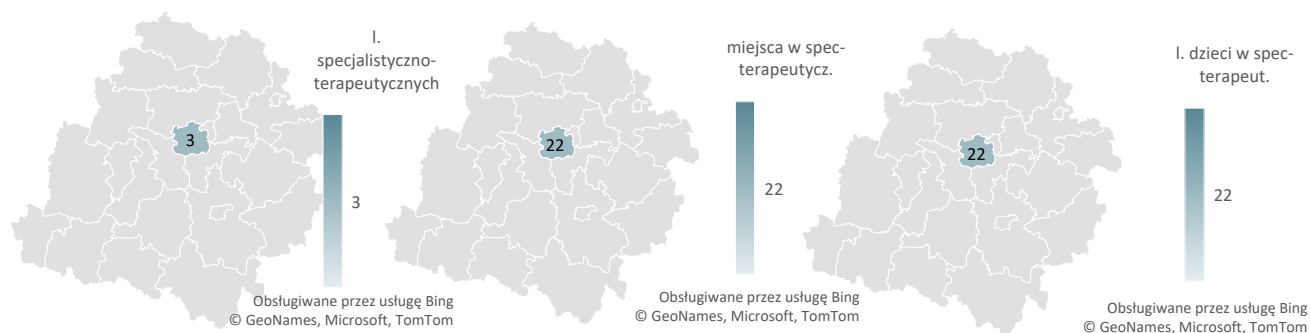 l.
specjalistyczno-
terapeutycznych
3
3
Obsługiwane przez usługę Bing
© GeoNames, Microsoft, TomTom
miejsca w spec-
terapeutycz.
22
22
Obsługiwane przez usługę Bing
© GeoNames, Microsoft, TomTom
l. dzieci w spec-
terapeut.
22
22
Obsługiwane przez usługę Bing
© GeoNames, Microsoft, TomTom